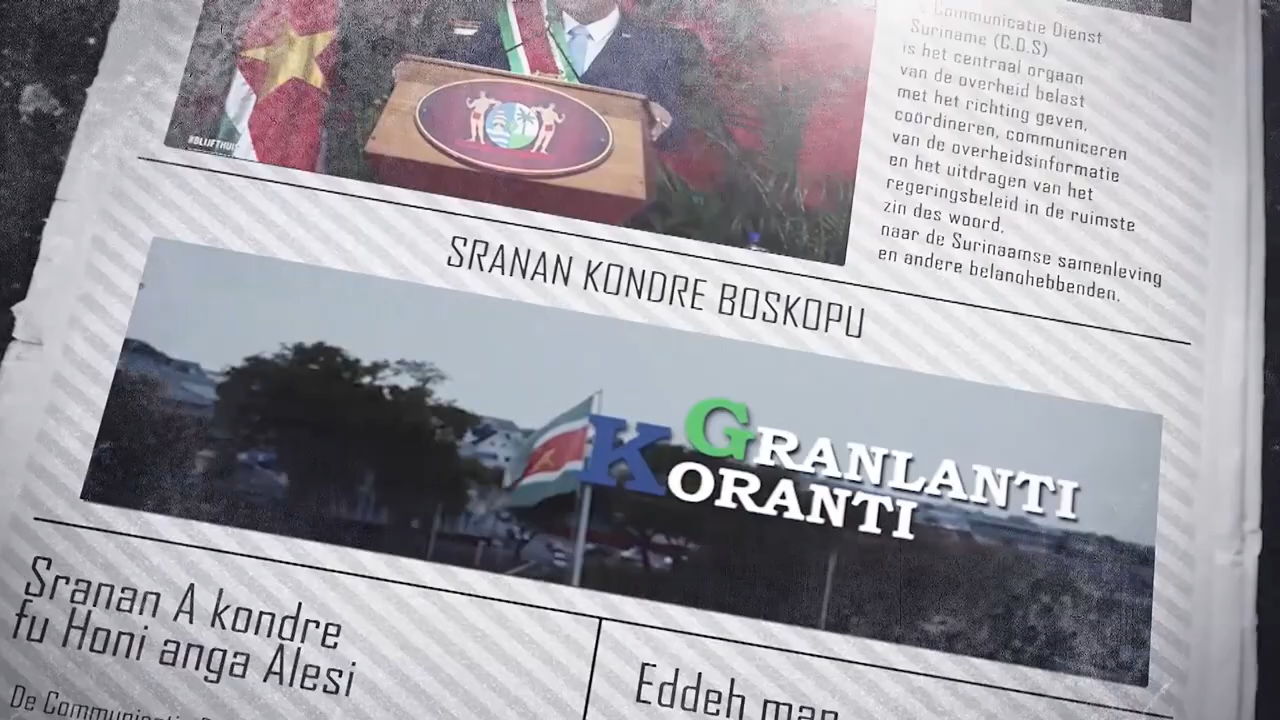 #BLIJFTHUIS
Communicatie Dienst
Suriname (C.D.S)
is het centraal orgaan
van de overheid belast
met het richting geven,
coördineren, communiceren
van de overheidsinformatie
en het uitdragen van het
regeringsbeleid in de ruimste
zin des woord.
naar de Surinaamse samenleving
en andere belanghebbenden.
SRANAN KONDRE BOSKOPU
GRANLANTI
KORANTI
Sranan A kondre
fu Honi anga Alesi
De
Eddeh man